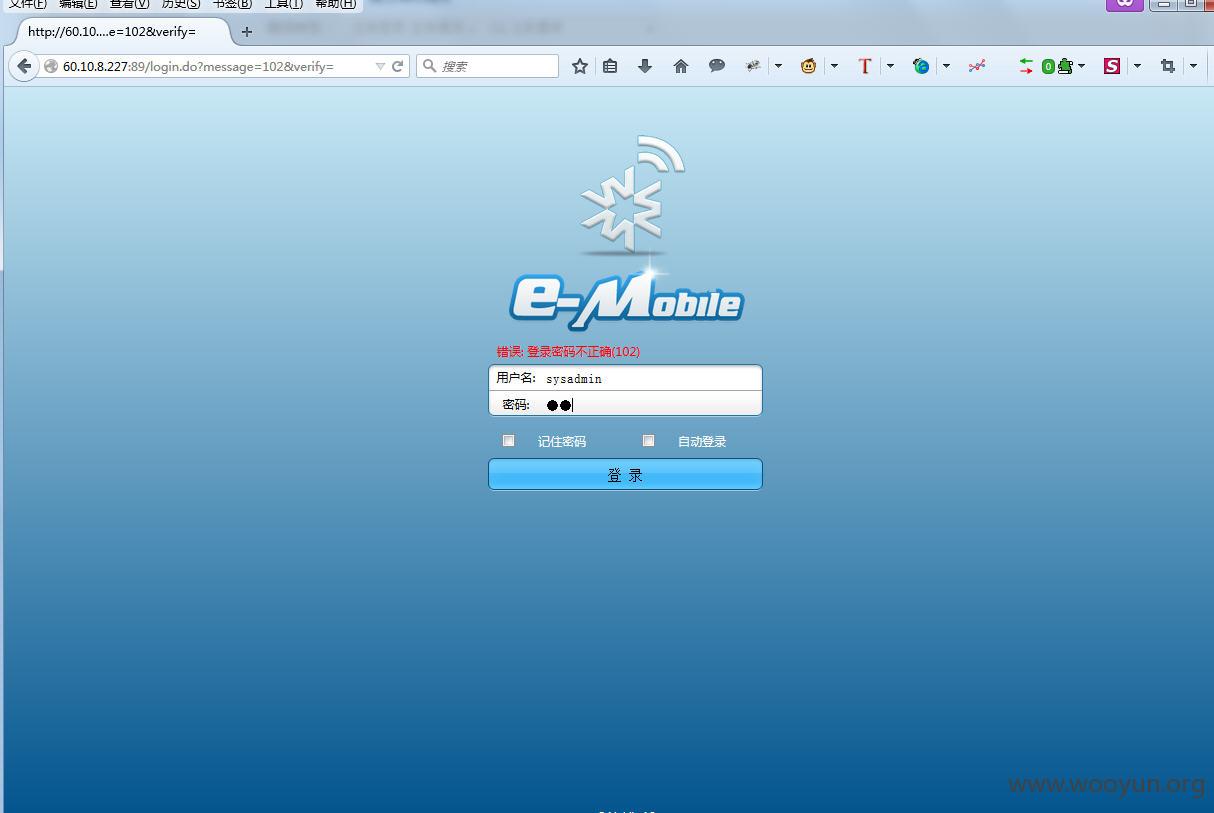 文件(F) 编辑(E) 查看(V) 历史(S) 书签(B) 工具(T) 帮助(H)
http://60.10....e=102&verify=
60.10.8.227:89/login.do?message=102&verify=
搜索
T
0
S
e-Mobile
错误: 登录密码不正确(102)
用户名: sysadmin
密码: ●●
记住密码 自动登录
登 录
www.wooyun.org